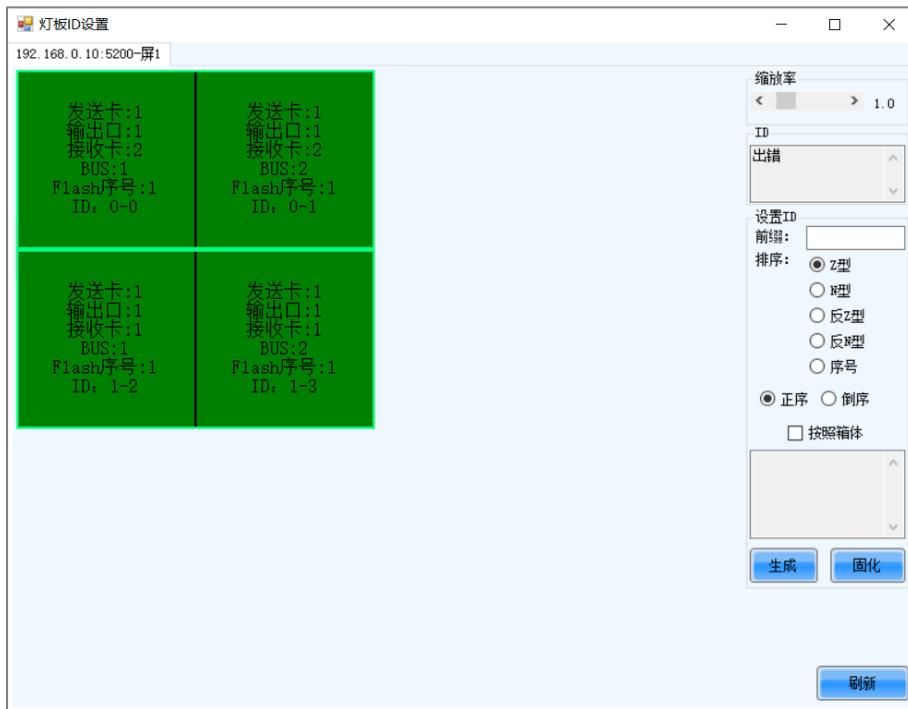 灯板ID设置
192.168.0.10:5200-屏1
发送卡:1
输出口:1
接收卡:2
BUS:1
Flash序号:1
ID: 0-0
发送卡:1
输出口:1
接收卡:2
BUS:2
Flash序号:1
ID: 0-1
发送卡:1
输出口:1
接收卡:1
BUS:1
Flash序号:1
ID: 1-2
发送卡:1
输出口:1
接收卡:1
BUS:2
Flash序号:1
ID: 1-3
缩放率
1.0
ID
出错
设置ID
前缀:
排序:
Z型
N型
反Z型
反N型
序号
正序 倒序
按照箱体
生成 固化
刷新